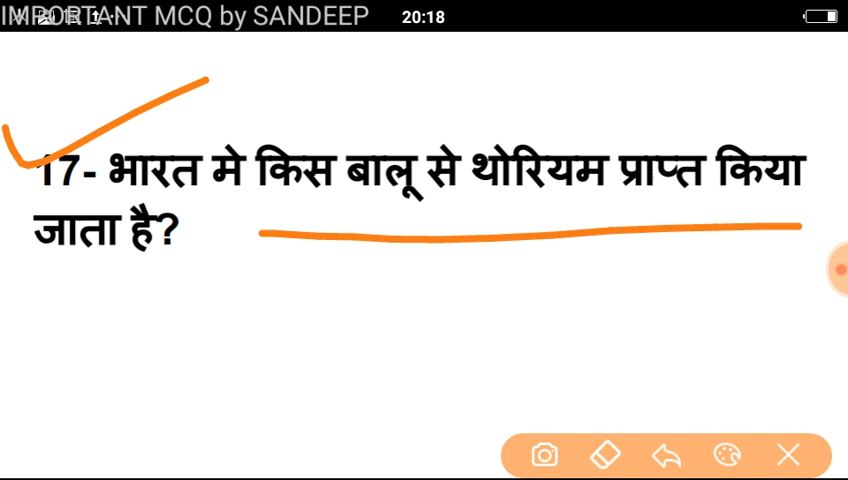 IMPORTANT MCQ by SANDEEP
20:18
17- भारत मे किस बालू से थोरियम प्राप्त किया
जाता है?